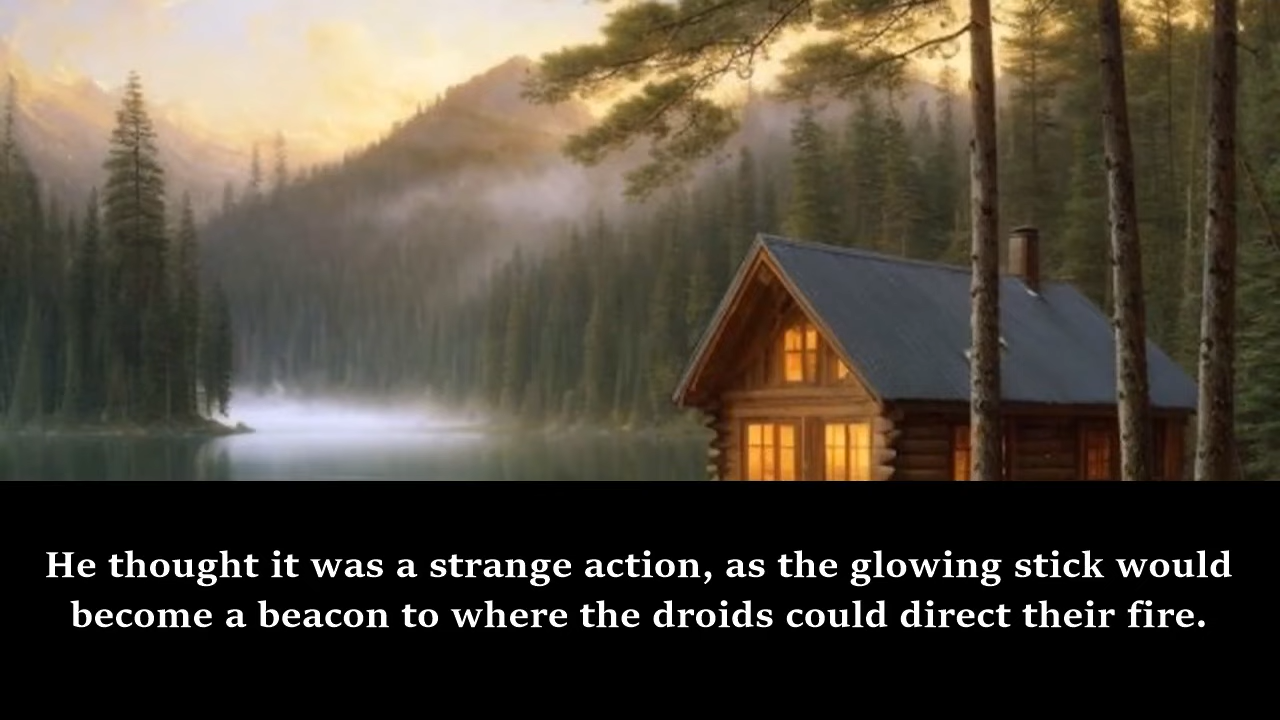 He thought it was a strange action, as the glowing stick would
become a beacon to where the droids could direct their fire.